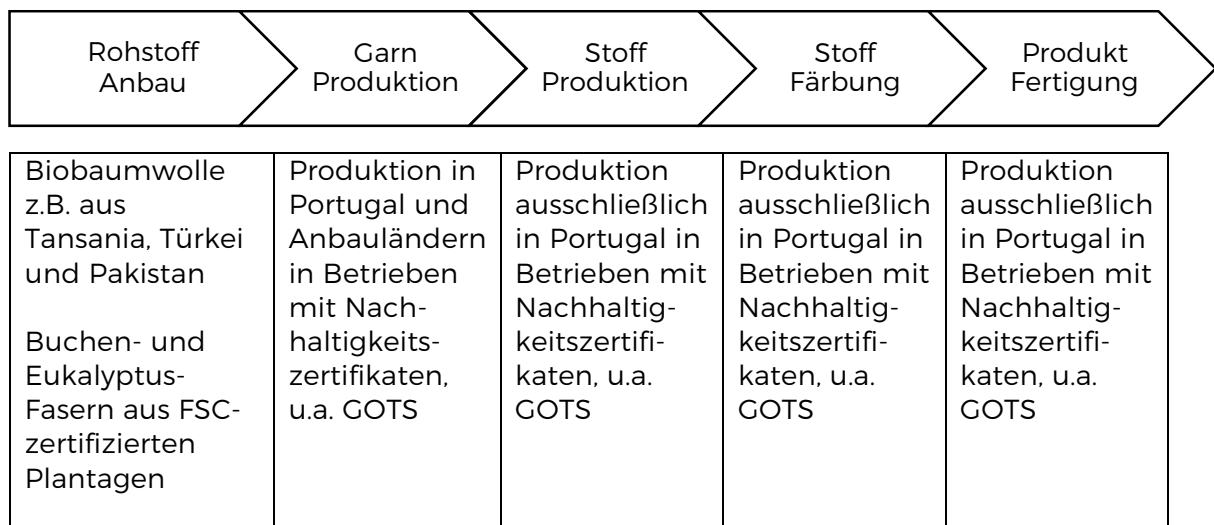 Rohstoff
Anbau
Garn
Produktion
Stoff
Produktion
Stoff
Färbung
Produkt
Fertigung
Biobaumwolle
z.B. aus
Tansania, Türkei
und Pakistan
Buchen- und
Eukalyptus-
Fasern aus FSC-
zertifizierten
Plantagen
Produktion in
Portugal und
Anbauländern
in Betrieben
mit Nach-
haltigkeits-
zertifikaten,
u.a. GOTS
Produktion
ausschließlich
in Portugal in
Betrieben mit
Nachhaltig-
keitszertifi-
katen, u.a.
GOTS
Produktion
ausschließlich
in Portugal in
Betrieben mit
Nachhaltig-
keitszertifi-
katen, u.a.
GOTS
Produktion
ausschließlich
in Portugal in
Betrieben mit
Nachhaltig-
keitszertifi-
katen, u.a.
GOTS